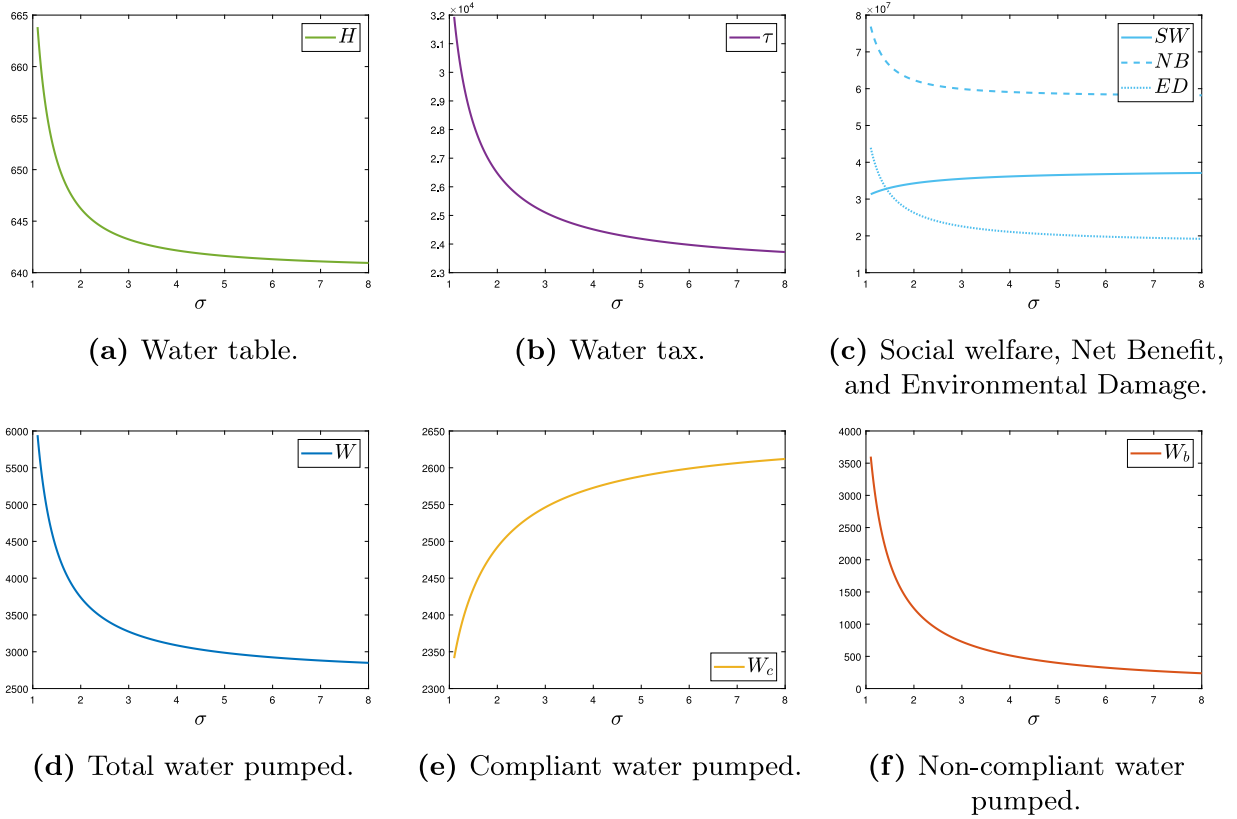 665
660
655
650
645
640
1 2 3 4 5 6 7 8
σ
H
(a) Water table.
×10⁴
3.2
3.1
3
2.9
2.8
2.7
2.6
2.5
2.4
2.3
1 2 3 4 5 6 7 8
σ
τ
(b) Water tax.
×10⁷
8
7
6
5
4
3
2
1
1 2 3 4 5 6 7 8
σ
SW
NB
ED
(c) Social welfare, Net Benefit,
and Environmental Damage.
6000
5500
5000
4500
4000
3500
3000
2500
1 2 3 4 5 6 7 8
σ
W
(d) Total water pumped.
2650
2600
2550
2500
2450
2400
2350
2300
1 2 3 4 5 6 7 8
σ
W_c
(e) Compliant water pumped.
4000
3500
3000
2500
2000
1500
1000
500
0
1 2 3 4 5 6 7 8
σ
W_b
(f) Non-compliant water
pumped.